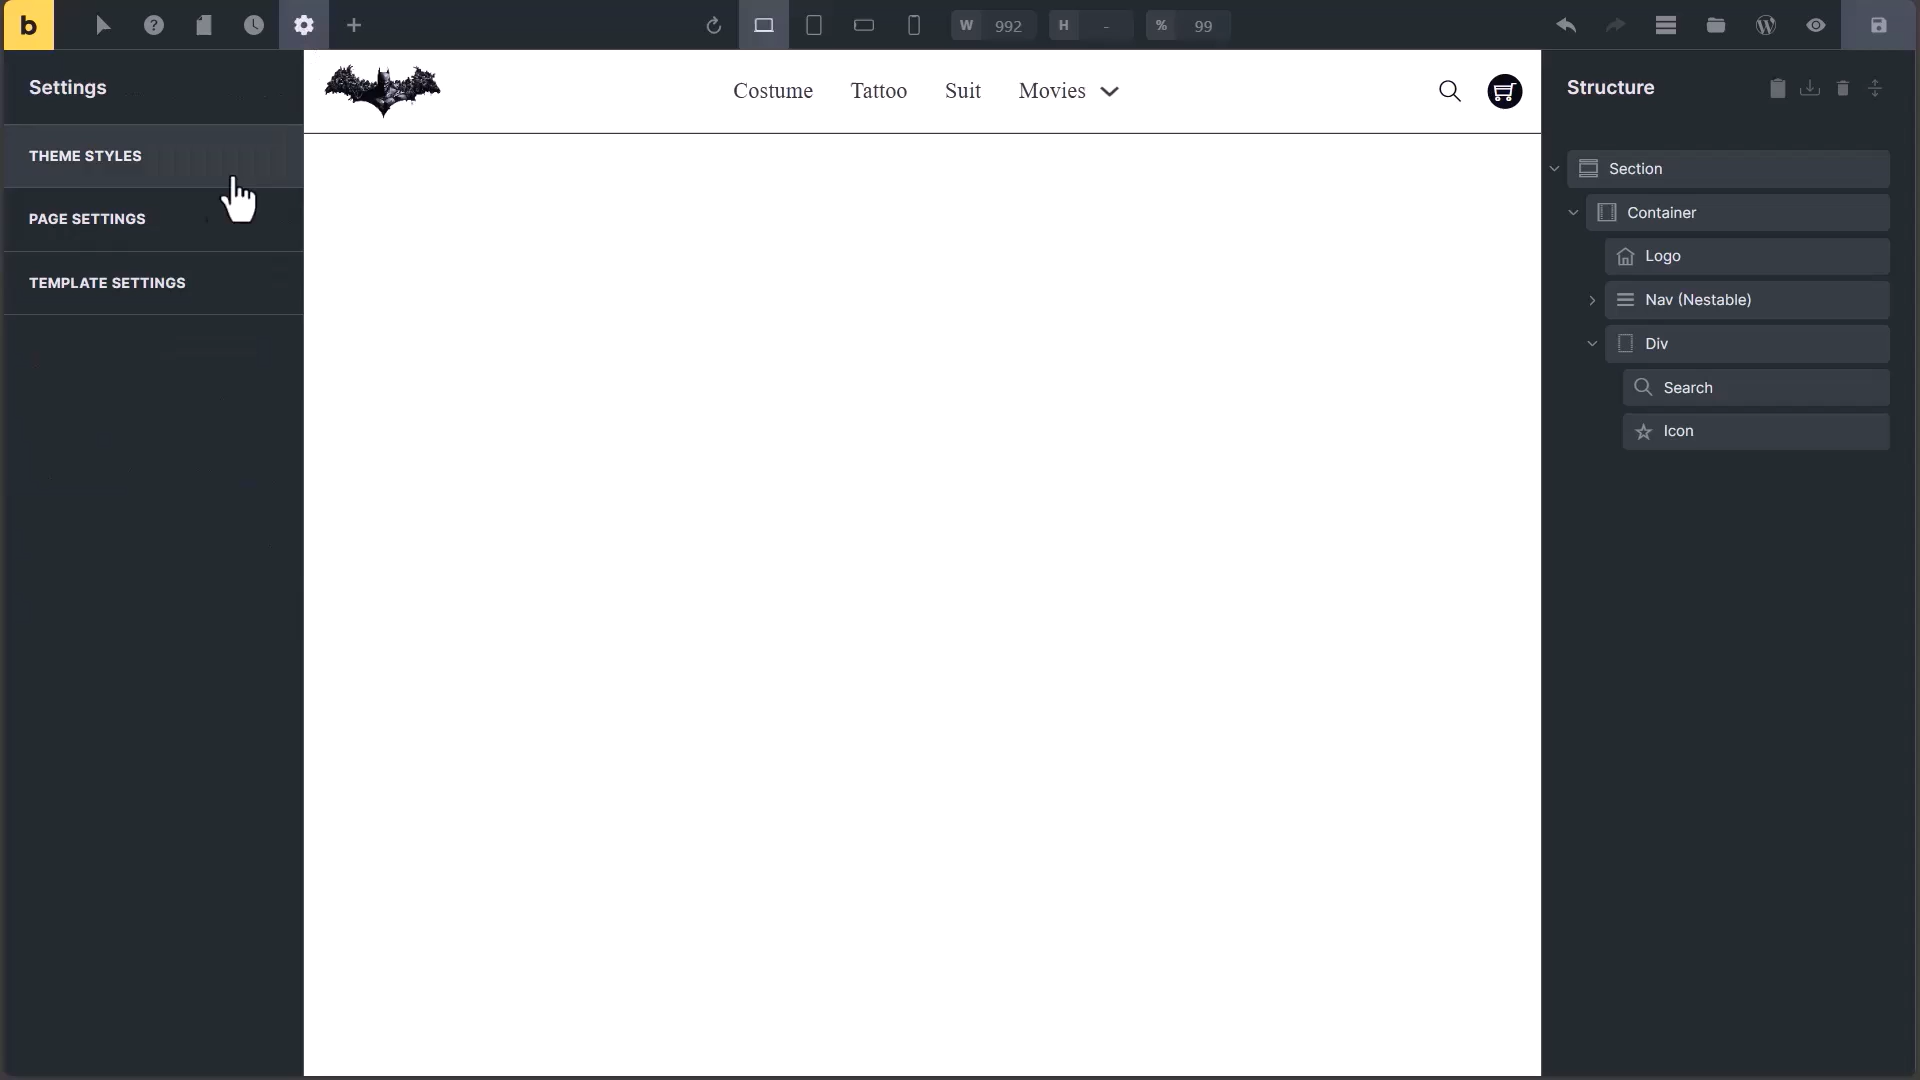 b
?
W 992 H - % 99
Settings
THEME STYLES
PAGE SETTINGS
TEMPLATE SETTINGS
Costume Tattoo Suit Movies
Structure
Section
Container
Logo
Nav (Nestable)
Div
Search
Icon